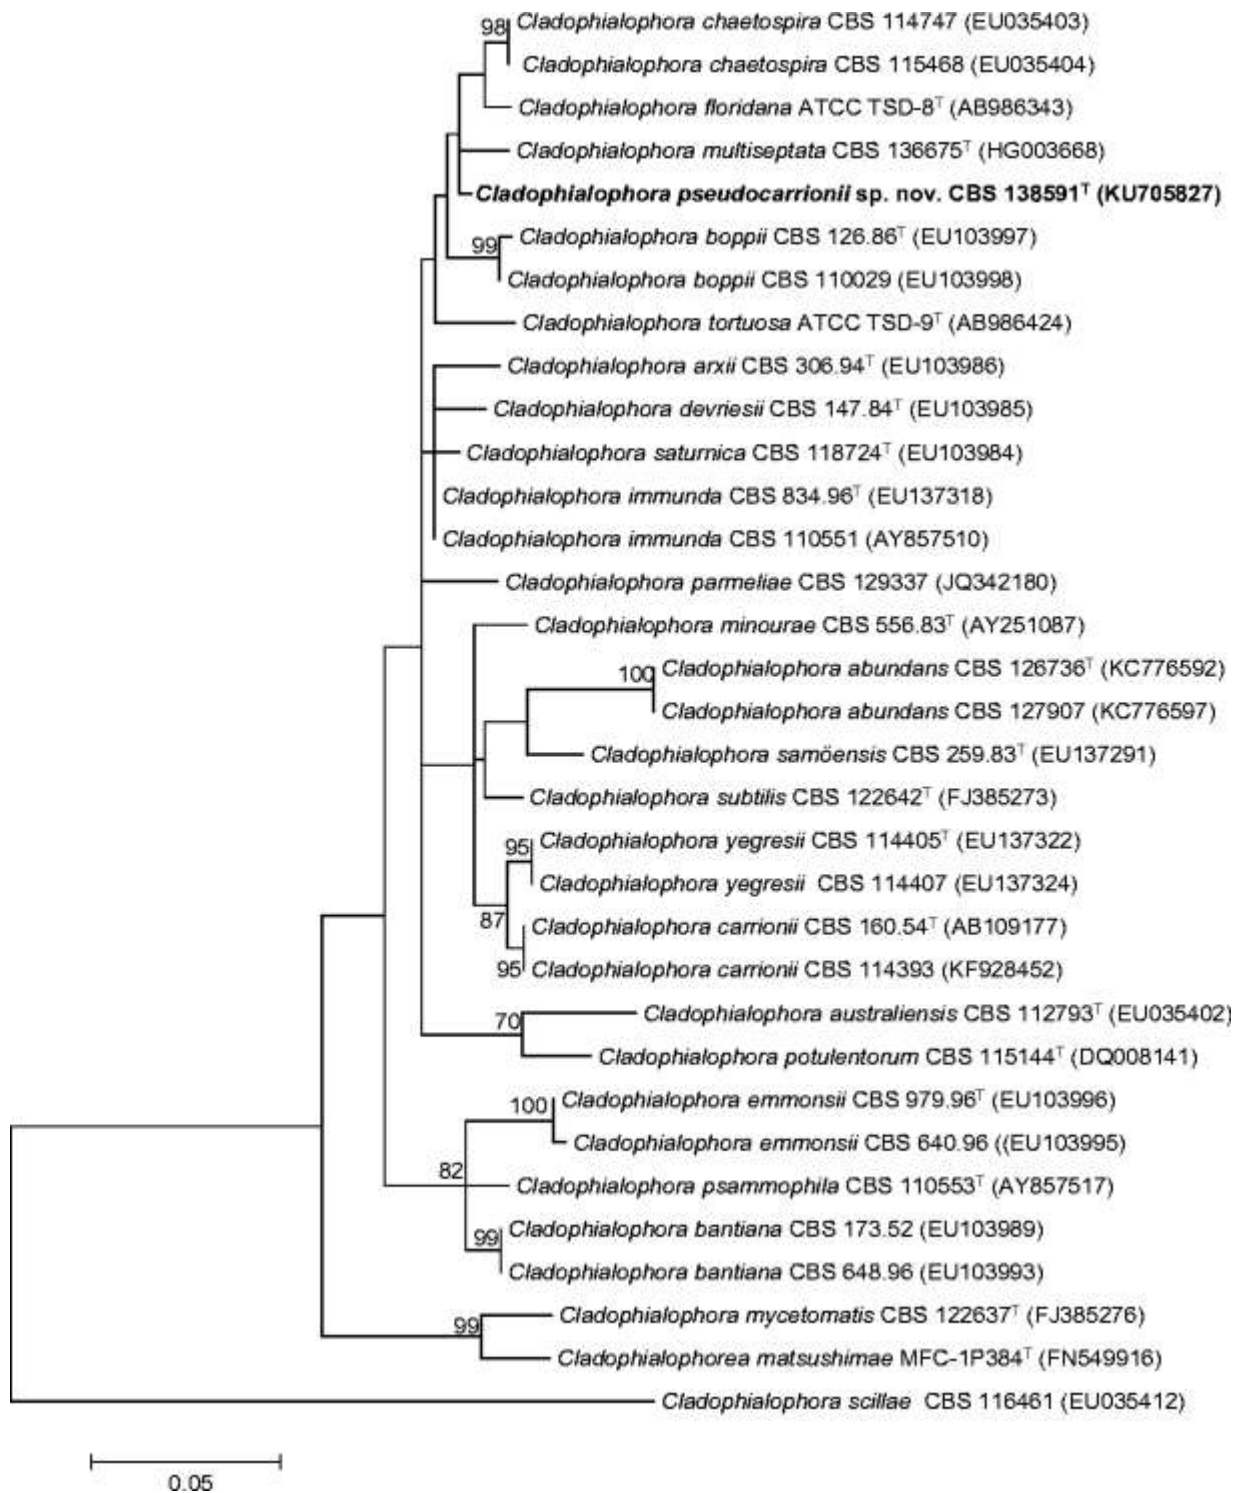 98
Cladophialophora chaetospira CBS 114747 (EU035403)
Cladophialophora chaetospira CBS 115468 (EU035404)
Cladophialophora floridana ATCC TSD-8ᵀ (AB986343)
Cladophialophora multiseptata CBS 136675ᵀ (HG003668)
Cladophialophora pseudocarrionii sp. nov. CBS 138591ᵀ (KU705827)
Cladophialophora boppii CBS 126.86ᵀ (EU103997)
99
Cladophialophora boppii CBS 110029 (EU103998)
Cladophialophora tortuosa ATCC TSD-9ᵀ (AB986424)
Cladophialophora arxii CBS 306.94ᵀ (EU103986)
Cladophialophora devriesii CBS 147.84ᵀ (EU103985)
Cladophialophora saturnica CBS 118724ᵀ (EU103984)
Cladophialophora immunda CBS 834.96ᵀ (EU137318)
Cladophialophora immunda CBS 110551 (AY857510)
Cladophialophora parmeliae CBS 129337 (JQ342180)
Cladophialophora minourae CBS 556.83ᵀ (AY251087)
100
Cladophialophora abundans CBS 126736ᵀ (KC776592)
Cladophialophora abundans CBS 127907 (KC776597)
Cladophialophora samöensis CBS 259.83ᵀ (EU137291)
Cladophialophora subtilis CBS 122642ᵀ (FJ385273)
95
Cladophialophora yegresii CBS 114405ᵀ (EU137322)
Cladophialophora yegresii CBS 114407 (EU137324)
87
Cladophialophora carrionii CBS 160.54ᵀ (AB109177)
95
Cladophialophora carrionii CBS 114393 (KF928452)
Cladophialophora australiensis CBS 112793ᵀ (EU035402)
70
Cladophialophora potulentorum CBS 115144ᵀ (DQ008141)
100
Cladophialophora emmonsii CBS 979.96ᵀ (EU103996)
Cladophialophora emmonsii CBS 640.96 ((EU103995)
82
Cladophialophora psammophila CBS 110553ᵀ (AY857517)
99
Cladophialophora bantiana CBS 173.52 (EU103989)
Cladophialophora bantiana CBS 648.96 (EU103993)
Cladophialophora mycetomatis CBS 122637ᵀ (FJ385276)
99
Cladophialophorea matsushimae MFC-1P384ᵀ (FN549916)
Cladophialophora scillae CBS 116461 (EU035412)
0.05